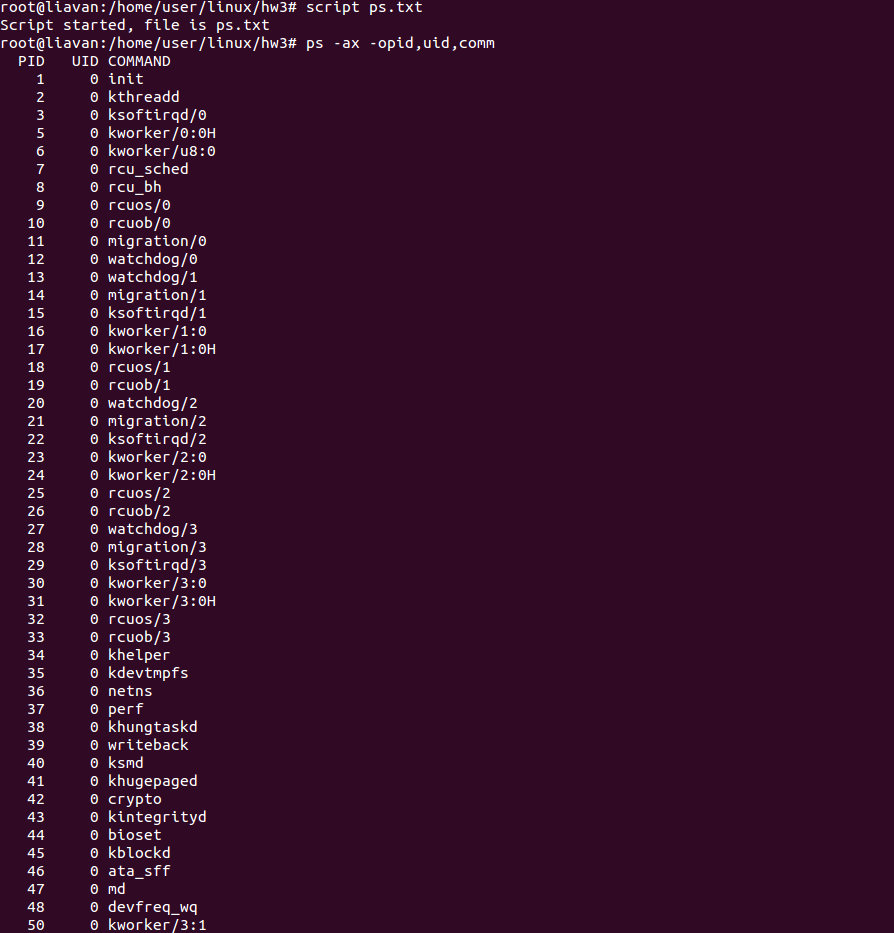 root@liavan:/home/user/linux/hw3# script ps.txt
Script started, file is ps.txt
root@liavan:/home/user/linux/hw3# ps -ax -opid,uid,comm
  PID   UID COMMAND
    1     0 init
    2     0 kthreadd
    3     0 ksoftirqd/0
    5     0 kworker/0:0H
    6     0 kworker/u8:0
    7     0 rcu_sched
    8     0 rcu_bh
    9     0 rcuos/0
   10     0 rcuob/0
   11     0 migration/0
   12     0 watchdog/0
   13     0 watchdog/1
   14     0 migration/1
   15     0 ksoftirqd/1
   16     0 kworker/1:0
   17     0 kworker/1:0H
   18     0 rcuos/1
   19     0 rcuob/1
   20     0 watchdog/2
   21     0 migration/2
   22     0 ksoftirqd/2
   23     0 kworker/2:0
   24     0 kworker/2:0H
   25     0 rcuos/2
   26     0 rcuob/2
   27     0 watchdog/3
   28     0 migration/3
   29     0 ksoftirqd/3
   30     0 kworker/3:0
   31     0 kworker/3:0H
   32     0 rcuos/3
   33     0 rcuob/3
   34     0 khelper
   35     0 kdevtmpfs
   36     0 netns
   37     0 perf
   38     0 khungtaskd
   39     0 writeback
   40     0 ksmd
   41     0 khugepaged
   42     0 crypto
   43     0 kintegrityd
   44     0 bioset
   45     0 kblockd
   46     0 ata_sff
   47     0 md
   48     0 devfreq_wq
   50     0 kworker/3:1